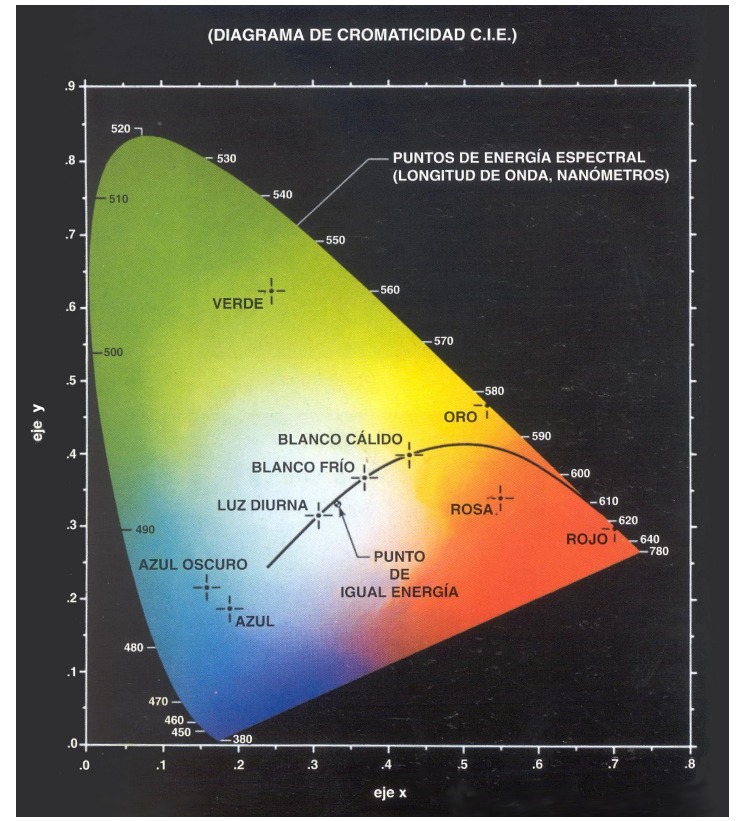 (DIAGRAMA DE CROMATICIDAD C.I.E.)
.9
520
.8
530
PUNTOS DE ENERGÍA ESPECTRAL
(LONGITUD DE ONDA, NANÓMETROS)
510
540
.7
550
VERDE
560
.6
500
570
.5
580
ORO
eje y
590
BLANCO CÁLIDO
.4
BLANCO FRÍO
600
LUZ DIURNA
ROSA
610
.3
490
620
ROJO
640
780
AZUL OSCURO
PUNTO
DE
IGUAL ENERGÍA
.2
AZUL
480
.1
470
460
450
380
.0
.0 .1 .2 .3 .4 .5 .6 .7 .8
eje x